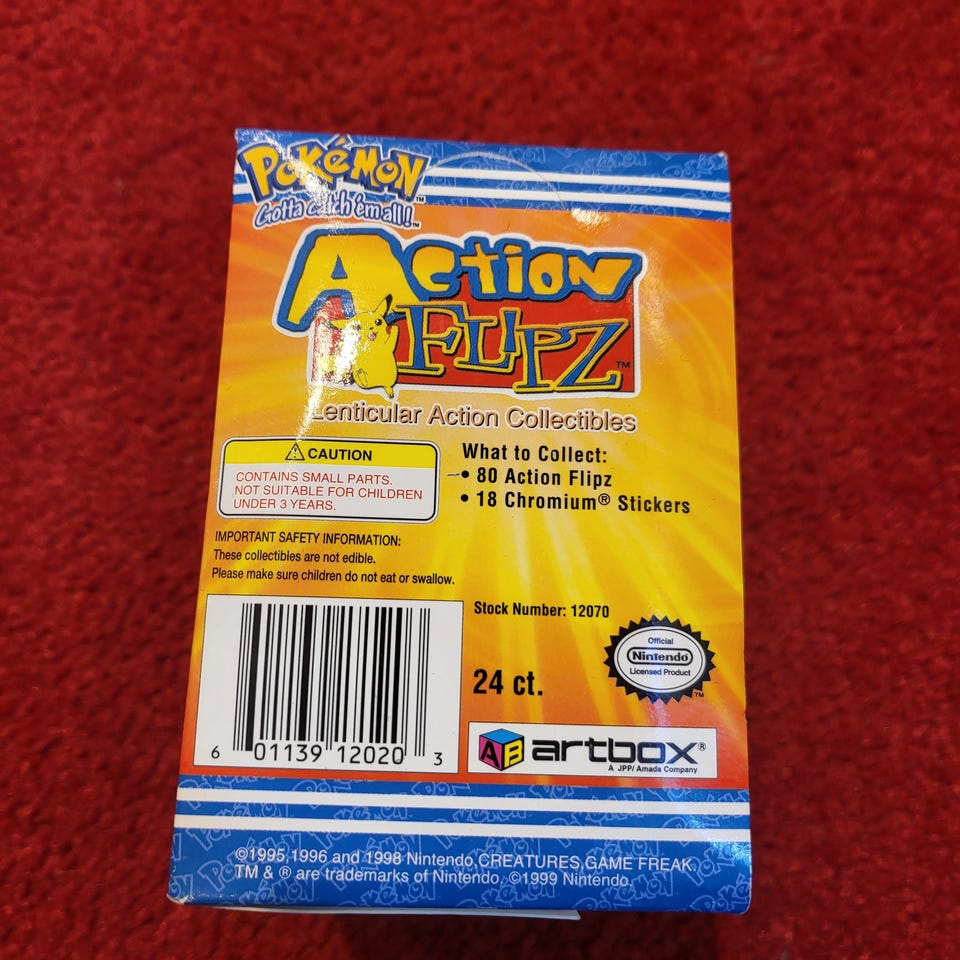 POKéMON™
Gotta catch 'em all!™
ACTION
FLIPZ™
Lenticular Action Collectibles
CAUTION
CONTAINS SMALL PARTS.
NOT SUITABLE FOR CHILDREN
UNDER 3 YEARS.
What to Collect:
• 80 Action Flipz
• 18 Chromium® Stickers
IMPORTANT SAFETY INFORMATION:
These collectibles are not edible.
Please make sure children do not eat or swallow.
Stock Number: 12070
Official
Nintendo
Licensed Product
TM
24 ct.
6 01139 12020 3
AB artbox®
A JPP/ Amada Company
©1995, 1996 and 1998 Nintendo, CREATURES, GAME FREAK.
TM & ® are trademarks of Nintendo. ©1999 Nintendo.